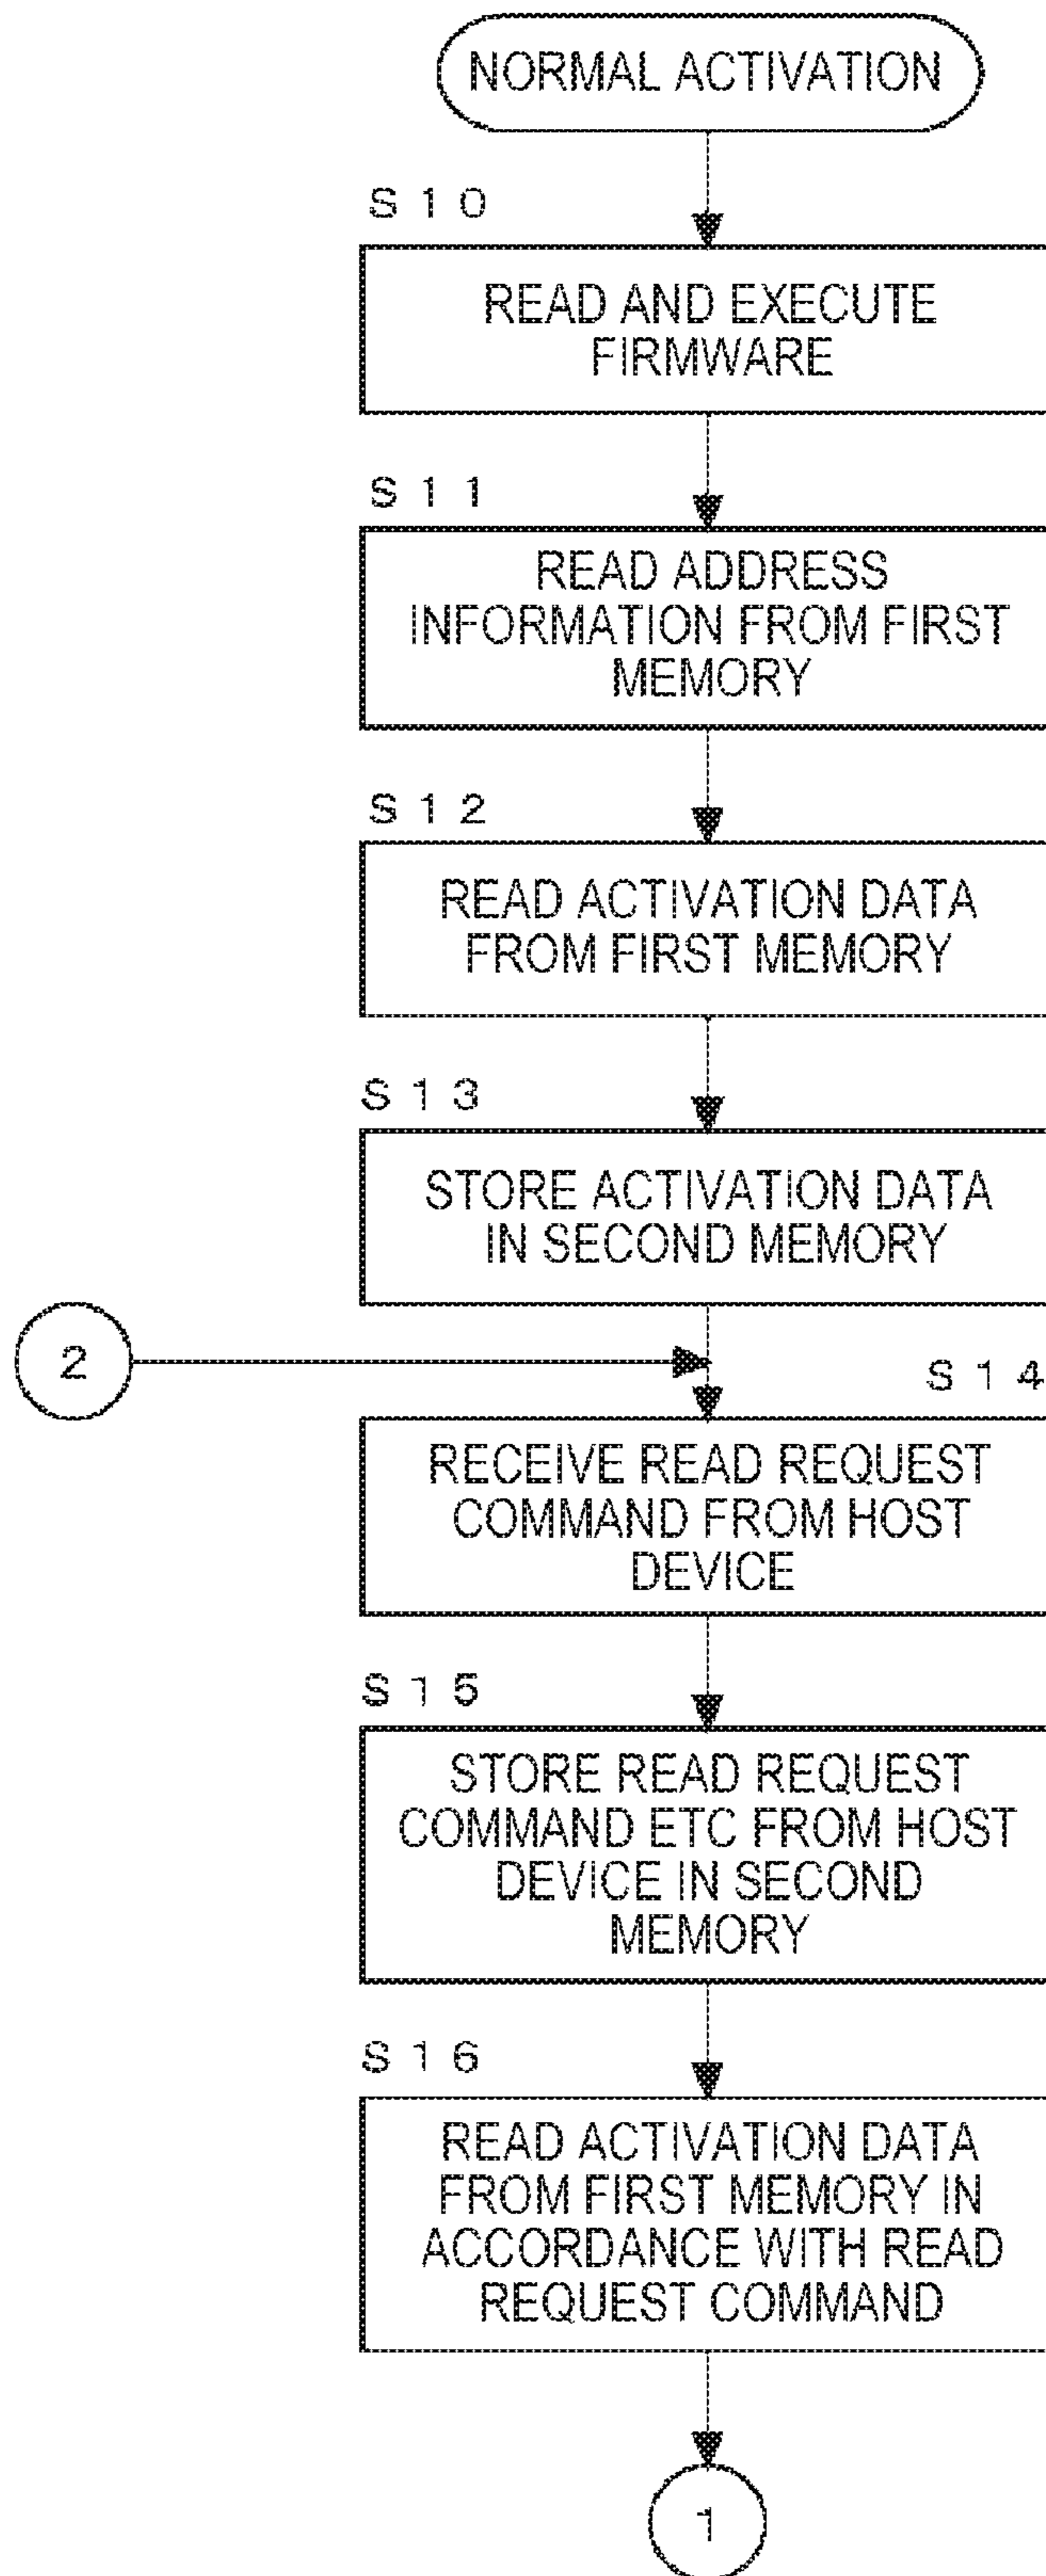 NORMAL ACTIVATION
S10
READ AND EXECUTE
FIRMWARE
S11
READ ADDRESS
INFORMATION FROM FIRST
MEMORY
S12
READ ACTIVATION DATA
FROM FIRST MEMORY
S13
STORE ACTIVATION DATA
IN SECOND MEMORY
2
S14
RECEIVE READ REQUEST
COMMAND FROM HOST
DEVICE
S15
STORE READ REQUEST
COMMAND ETC FROM HOST
DEVICE IN SECOND
MEMORY
S16
READ ACTIVATION DATA
FROM FIRST MEMORY IN
ACCORDANCE WITH READ
REQUEST COMMAND
1